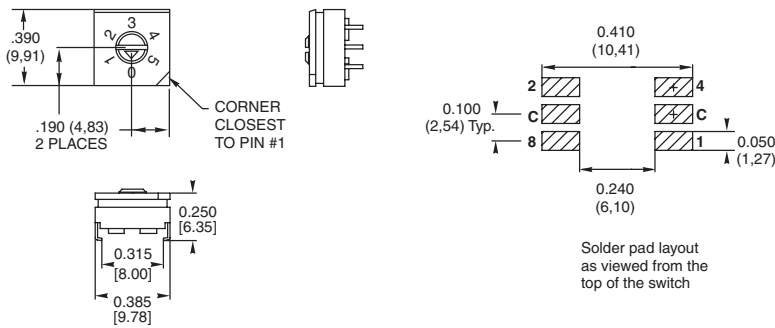 .390
(9,91)
3
2
4
1
5
0
.190 (4,83)
2 PLACES
CORNER
CLOSEST
TO PIN #1
0.410
(10,41)
2
4
0.100
(2,54) Typ.
C
C
8
1
0.050
(1,27)
0.240
(6,10)
0.250
[6.35]
0.315
[8.00]
0.385
[9.78]
Solder pad layout
as viewed from the
top of the switch